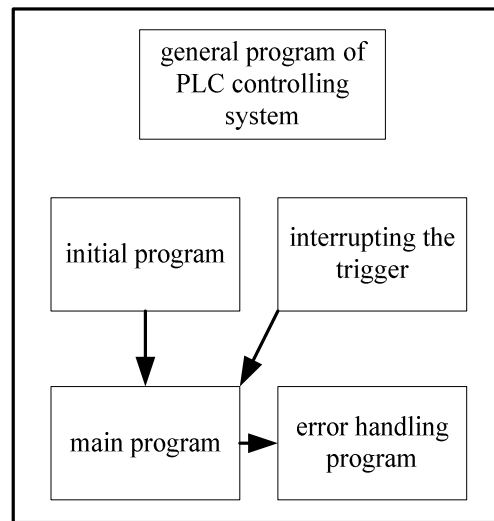 general program of
PLC controlling
system
initial program
interrupting the
trigger
main program
error handling
program